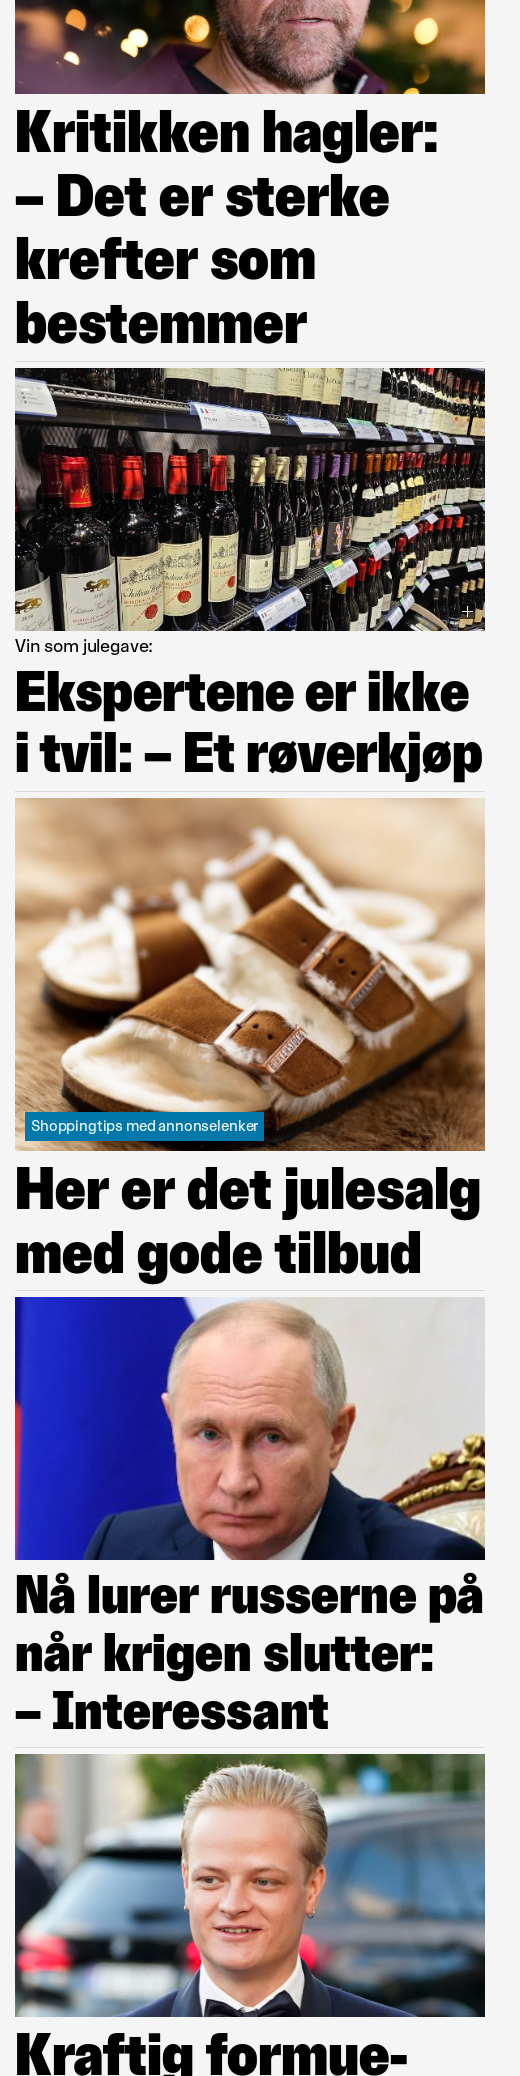 Kritikken hagler:
– Det er sterke
krefter som
bestemmer
Vin som julegave:
Ekspertene er ikke
i tvil: – Et røverkjøp
Shoppingtips med annonselenker
Her er det julesalg
med gode tilbud
Nå lurer russerne på
når krigen slutter:
– Interessant
Kraftig formue-